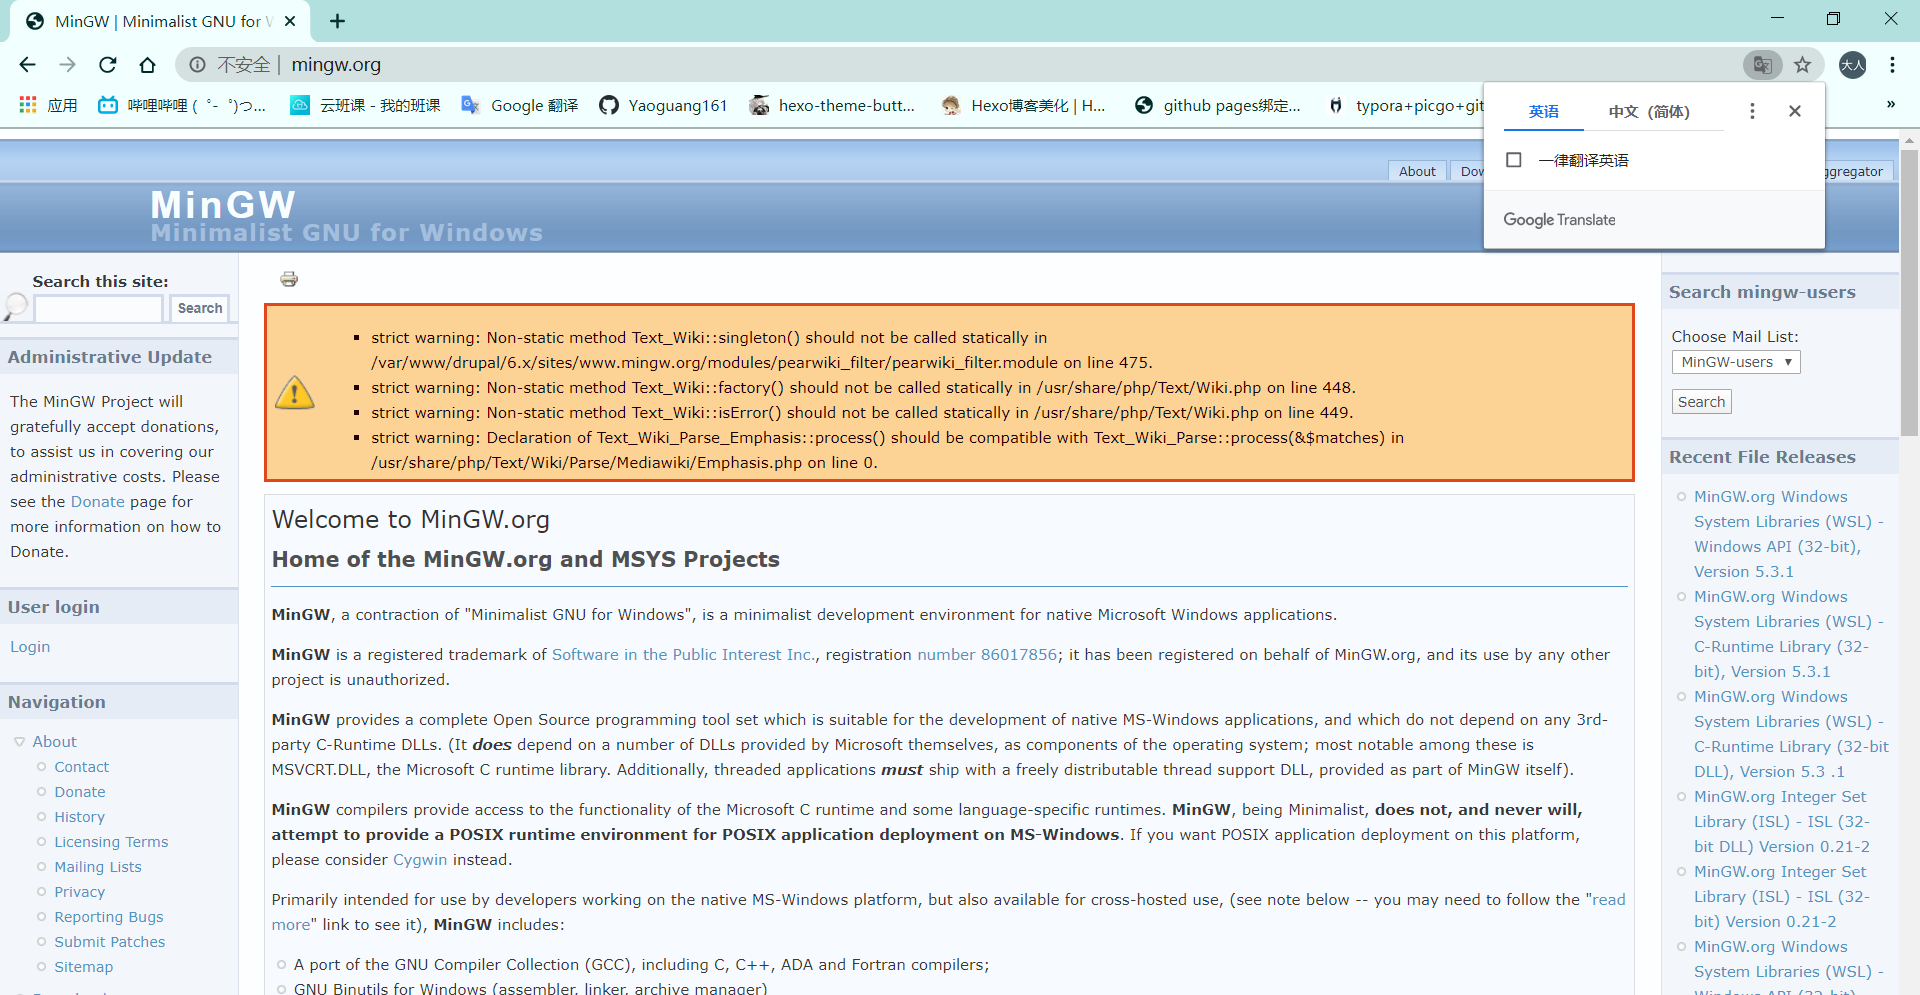 MinGW | Minimalist GNU for
不安全 | mingw.org
大人
应用
哔哩哔哩 ( ゜- ゜)つ...
云班课 - 我的班课
Google 翻译
Yaoguang161
hexo-theme-butt...
Hexo博客美化 | H...
github pages绑定...
typora+picgo+git
»
英语
中文（简体）
一律翻译英语
Google Translate
About
Dow
ggregator
MinGW
Minimalist GNU for Windows
Search this site:
Search
Administrative Update
The MinGW Project will
gratefully accept donations,
to assist us in covering our
administrative costs. Please
see the Donate page for
more information on how to
Donate.
User login
Login
Navigation
About
Contact
Donate
History
Licensing Terms
Mailing Lists
Privacy
Reporting Bugs
Submit Patches
Sitemap
strict warning: Non-static method Text_Wiki::singleton() should not be called statically in
/var/www/drupal/6.x/sites/www.mingw.org/modules/pearwiki_filter/pearwiki_filter.module on line 475.
strict warning: Non-static method Text_Wiki::factory() should not be called statically in /usr/share/php/Text/Wiki.php on line 448.
strict warning: Non-static method Text_Wiki::isError() should not be called statically in /usr/share/php/Text/Wiki.php on line 449.
strict warning: Declaration of Text_Wiki_Parse_Emphasis::process() should be compatible with Text_Wiki_Parse::process(&$matches) in
/usr/share/php/Text/Wiki/Parse/Mediawiki/Emphasis.php on line 0.
Welcome to MinGW.org
Home of the MinGW.org and MSYS Projects
MinGW, a contraction of "Minimalist GNU for Windows", is a minimalist development environment for native Microsoft Windows applications.
MinGW is a registered trademark of Software in the Public Interest Inc., registration number 86017856; it has been registered on behalf of MinGW.org, and its use by any other
project is unauthorized.
MinGW provides a complete Open Source programming tool set which is suitable for the development of native MS-Windows applications, and which do not depend on any 3rd-
party C-Runtime DLLs. (It does depend on a number of DLLs provided by Microsoft themselves, as components of the operating system; most notable among these is
MSVCRT.DLL, the Microsoft C runtime library. Additionally, threaded applications must ship with a freely distributable thread support DLL, provided as part of MinGW itself).
MinGW compilers provide access to the functionality of the Microsoft C runtime and some language-specific runtimes. MinGW, being Minimalist, does not, and never will,
attempt to provide a POSIX runtime environment for POSIX application deployment on MS-Windows. If you want POSIX application deployment on this platform,
please consider Cygwin instead.
Primarily intended for use by developers working on the native MS-Windows platform, but also available for cross-hosted use, (see note below -- you may need to follow the "read
more" link to see it), MinGW includes:
A port of the GNU Compiler Collection (GCC), including C, C++, ADA and Fortran compilers;
GNU Binutils for Windows (assembler, linker, archive manager)
Search mingw-users
Choose Mail List:
MinGW-users
Search
Recent File Releases
MinGW.org Windows
System Libraries (WSL) -
Windows API (32-bit),
Version 5.3.1
MinGW.org Windows
System Libraries (WSL) -
C-Runtime Library (32-
bit), Version 5.3.1
MinGW.org Windows
System Libraries (WSL) -
C-Runtime Library (32-bit
DLL), Version 5.3 .1
MinGW.org Integer Set
Library (ISL) - ISL (32-
bit DLL) Version 0.21-2
MinGW.org Integer Set
Library (ISL) - ISL (32-
bit) Version 0.21-2
MinGW.org Windows
System Libraries (WSL) -